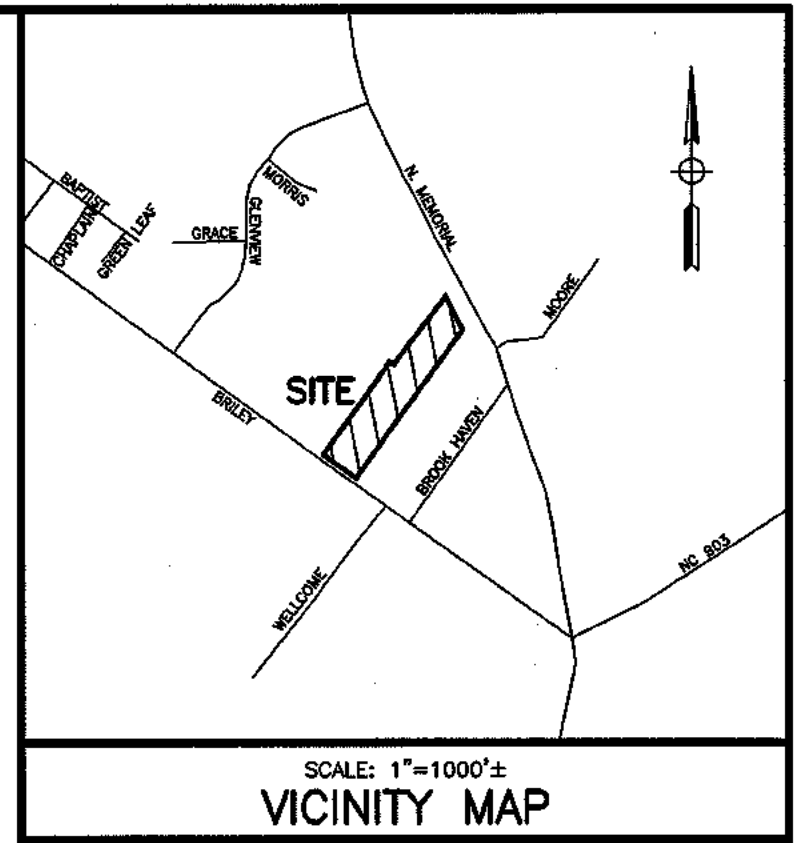 BAPTIST
CHAPLAIN
GREEN LEAF
MORRIS
GRACE
GLENVIEW
N. MEMORIAL
MOORE
SITE
BRILEY
BROOK HAVEN
WELLCOME
NC 803
SCALE: 1"=1000'±
VICINITY MAP